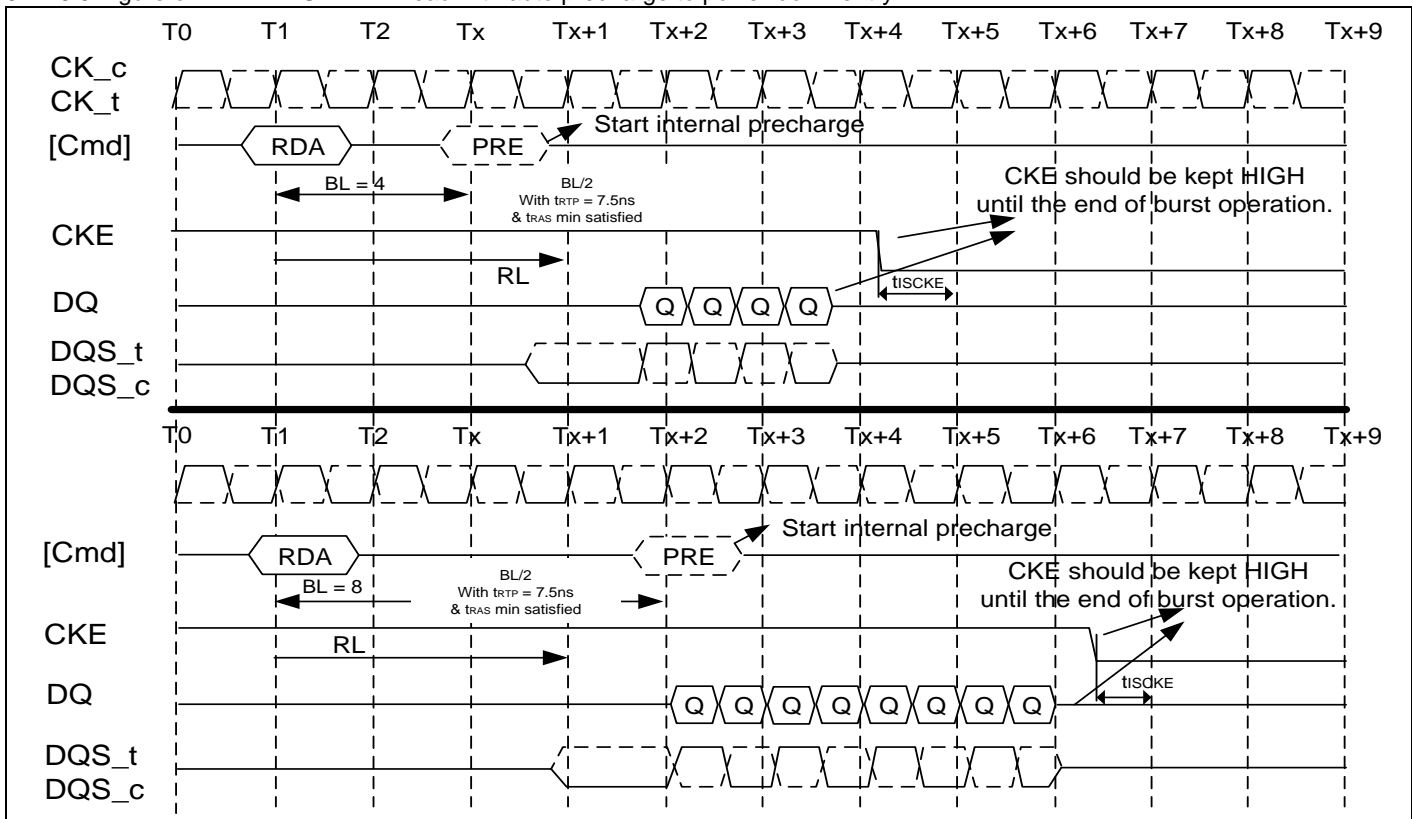 T0 T1 T2 Tx Tx+1 Tx+2 Tx+3 Tx+4 Tx+5 Tx+6 Tx+7 Tx+8 Tx+9
CK_c
CK_t
Start internal precharge
[Cmd] RDA PRE
CKE should be kept HIGH
until the end of burst operation.
BL = 4
BL/2
With tRTP = 7.5ns
& tRAS min satisfied
CKE
RL
tISCKE
DQ Q Q Q Q
DQS_t
DQS_c
T0 T1 T2 Tx Tx+1 Tx+2 Tx+3 Tx+4 Tx+5 Tx+6 Tx+7 Tx+8 Tx+9
Start internal precharge
[Cmd] RDA PRE
CKE should be kept HIGH
until the end of burst operation.
BL = 8
BL/2
With tRTP = 7.5ns
& tRAS min satisfied
CKE
RL
tISCKE
DQ Q Q Q Q Q Q Q Q
DQS_t
DQS_c